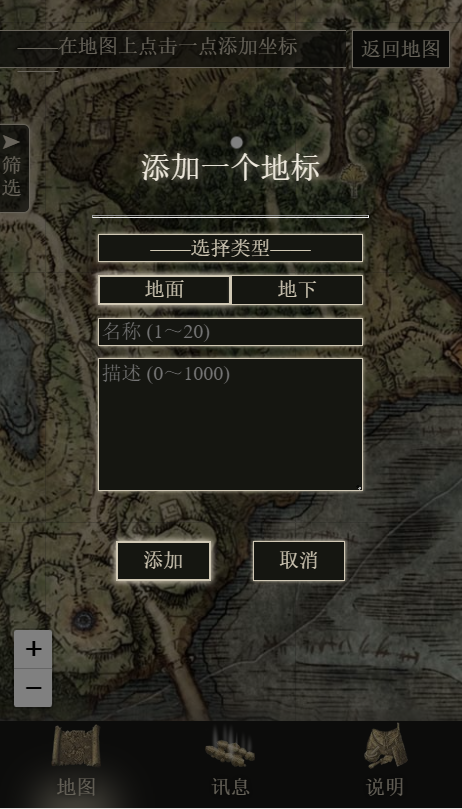 ——在地图上点击一点添加坐标——
返回地图
筛选
添加一个地标
——选择类型——
地面
地下
名称 (1～20)
描述 (0～1000)
添加
取消
+
−
地图
讯息
说明